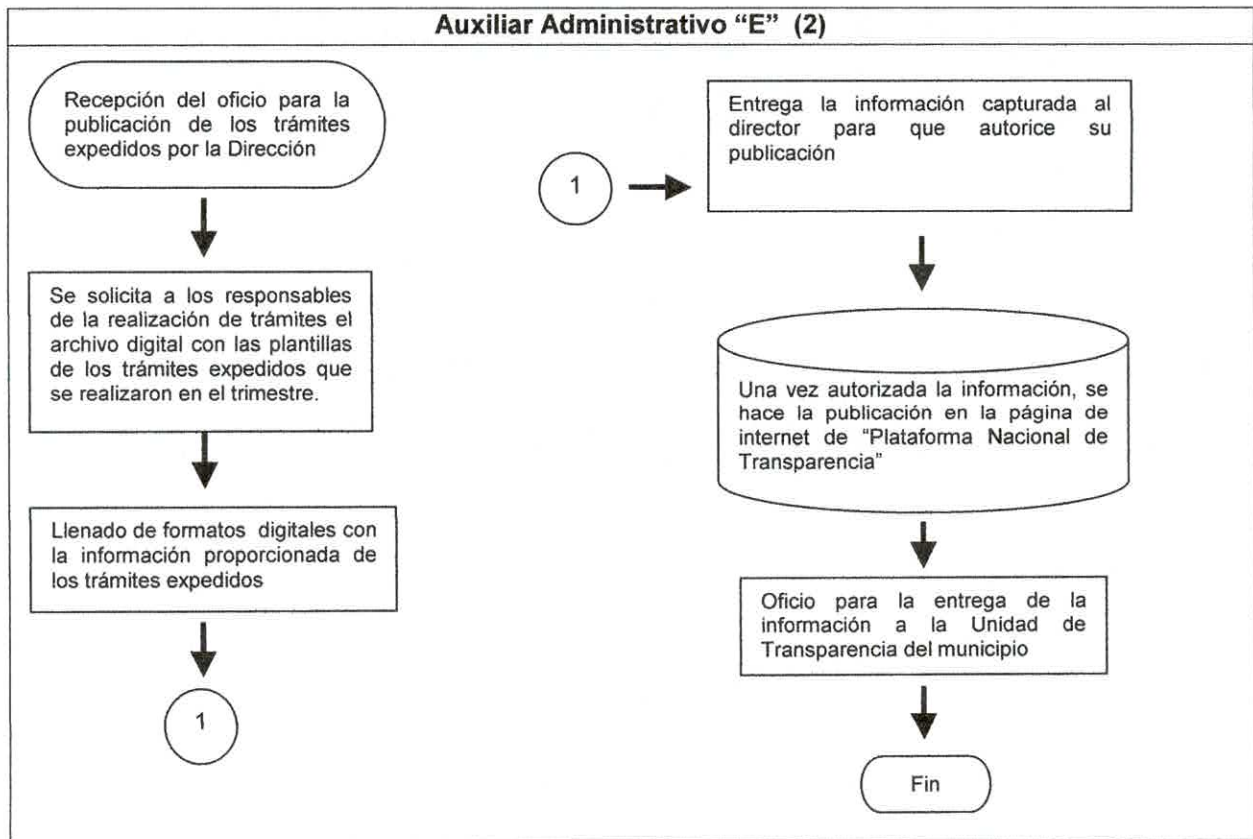 Auxiliar Administrativo “E” (2)
Recepción del oficio para la
publicación de los trámites
expedidos por la Dirección
Se solicita a los responsables
de la realización de trámites el
archivo digital con las plantillas
de los trámites expedidos que
se realizaron en el trimestre.
Llenado de formatos digitales con
la información proporcionada de
los trámites expedidos
1
1
Entrega la información capturada al
director para que autorice su
publicación
Una vez autorizada la información, se
hace la publicación en la página de
internet de “Plataforma Nacional de
Transparencia”
Oficio para la entrega de la
información a la Unidad de
Transparencia del municipio
Fin